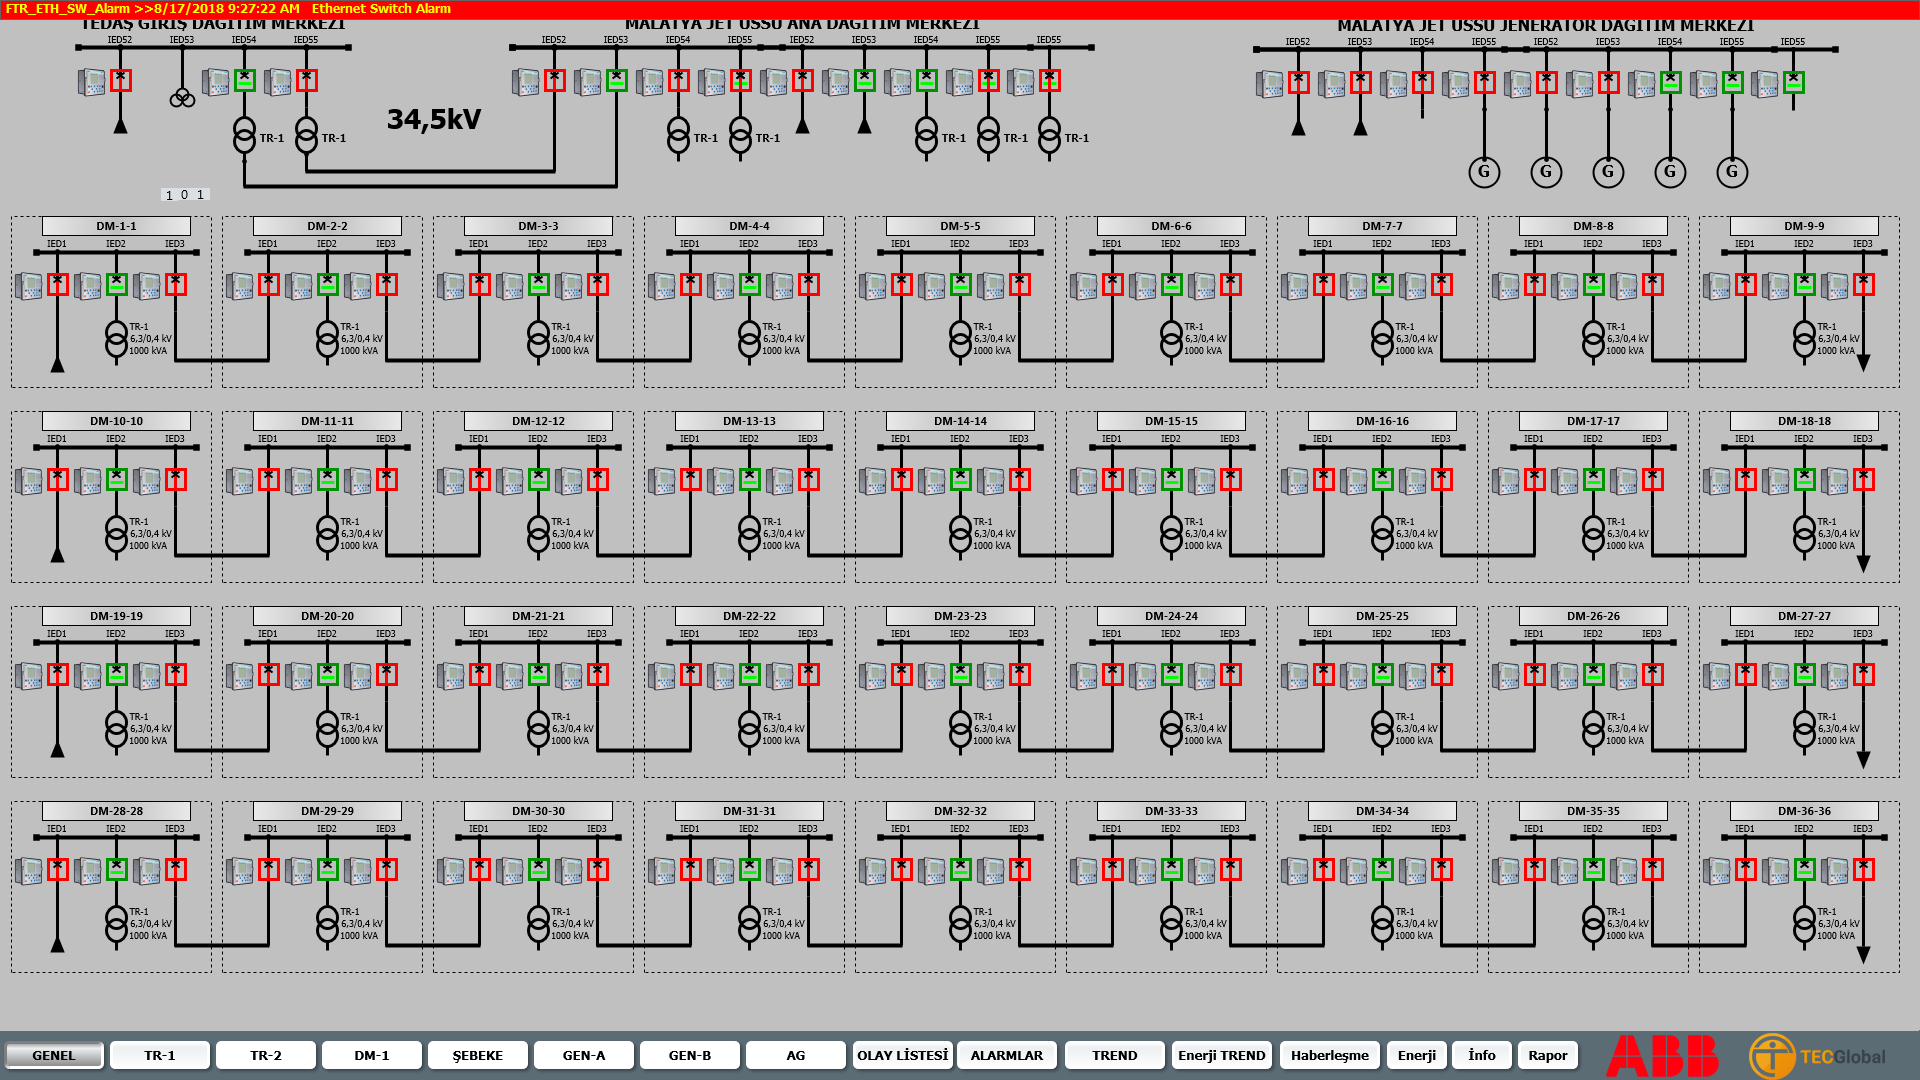 FTR_ETH_SW_Alarm >>8/17/2018 9:27:22 AM Ethernet Switch Alarm
TEDAŞ GİRİŞ DAĞITIM MERKEZİ MALATYA JET ÜSSÜ ANA DAĞITIM MERKEZİ MALATYA JET ÜSSÜ JENERATÖR DAĞITIM MERKEZİ
IED52 IED53 IED54 IED55 IED52 IED53 IED54 IED55 IED52 IED53 IED54 IED55 IED55 IED52 IED53 IED54 IED55 IED52 IED53 IED54 IED55 IED55
34,5kV
TR-1 TR-1 TR-1 TR-1 TR-1 TR-1 TR-1
G G G G G
1 0 1
DM-1-1 DM-2-2 DM-3-3 DM-4-4 DM-5-5 DM-6-6 DM-7-7 DM-8-8 DM-9-9
IED1 IED2 IED3 IED1 IED2 IED3 IED1 IED2 IED3 IED1 IED2 IED3 IED1 IED2 IED3 IED1 IED2 IED3 IED1 IED2 IED3 IED1 IED2 IED3 IED1 IED2 IED3
TR-1 TR-1 TR-1 TR-1 TR-1 TR-1 TR-1 TR-1 TR-1
6,3/0,4 kV 6,3/0,4 kV 6,3/0,4 kV 6,3/0,4 kV 6,3/0,4 kV 6,3/0,4 kV 6,3/0,4 kV 6,3/0,4 kV 6,3/0,4 kV
1000 kVA 1000 kVA 1000 kVA 1000 kVA 1000 kVA 1000 kVA 1000 kVA 1000 kVA 1000 kVA
DM-10-10 DM-11-11 DM-12-12 DM-13-13 DM-14-14 DM-15-15 DM-16-16 DM-17-17 DM-18-18
IED1 IED2 IED3 IED1 IED2 IED3 IED1 IED2 IED3 IED1 IED2 IED3 IED1 IED2 IED3 IED1 IED2 IED3 IED1 IED2 IED3 IED1 IED2 IED3 IED1 IED2 IED3
TR-1 TR-1 TR-1 TR-1 TR-1 TR-1 TR-1 TR-1 TR-1
6,3/0,4 kV 6,3/0,4 kV 6,3/0,4 kV 6,3/0,4 kV 6,3/0,4 kV 6,3/0,4 kV 6,3/0,4 kV 6,3/0,4 kV 6,3/0,4 kV
1000 kVA 1000 kVA 1000 kVA 1000 kVA 1000 kVA 1000 kVA 1000 kVA 1000 kVA 1000 kVA
DM-19-19 DM-20-20 DM-21-21 DM-22-22 DM-23-23 DM-24-24 DM-25-25 DM-26-26 DM-27-27
IED1 IED2 IED3 IED1 IED2 IED3 IED1 IED2 IED3 IED1 IED2 IED3 IED1 IED2 IED3 IED1 IED2 IED3 IED1 IED2 IED3 IED1 IED2 IED3 IED1 IED2 IED3
TR-1 TR-1 TR-1 TR-1 TR-1 TR-1 TR-1 TR-1 TR-1
6,3/0,4 kV 6,3/0,4 kV 6,3/0,4 kV 6,3/0,4 kV 6,3/0,4 kV 6,3/0,4 kV 6,3/0,4 kV 6,3/0,4 kV 6,3/0,4 kV
1000 kVA 1000 kVA 1000 kVA 1000 kVA 1000 kVA 1000 kVA 1000 kVA 1000 kVA 1000 kVA
DM-28-28 DM-29-29 DM-30-30 DM-31-31 DM-32-32 DM-33-33 DM-34-34 DM-35-35 DM-36-36
IED1 IED2 IED3 IED1 IED2 IED3 IED1 IED2 IED3 IED1 IED2 IED3 IED1 IED2 IED3 IED1 IED2 IED3 IED1 IED2 IED3 IED1 IED2 IED3 IED1 IED2 IED3
TR-1 TR-1 TR-1 TR-1 TR-1 TR-1 TR-1 TR-1 TR-1
6,3/0,4 kV 6,3/0,4 kV 6,3/0,4 kV 6,3/0,4 kV 6,3/0,4 kV 6,3/0,4 kV 6,3/0,4 kV 6,3/0,4 kV 6,3/0,4 kV
1000 kVA 1000 kVA 1000 kVA 1000 kVA 1000 kVA 1000 kVA 1000 kVA 1000 kVA 1000 kVA
GENEL TR-1 TR-2 DM-1 ŞEBEKE GEN-A GEN-B AG OLAY LİSTESİ ALARMLAR TREND Enerji TREND Haberleşme Enerji İnfo Rapor ABB TECGlobal